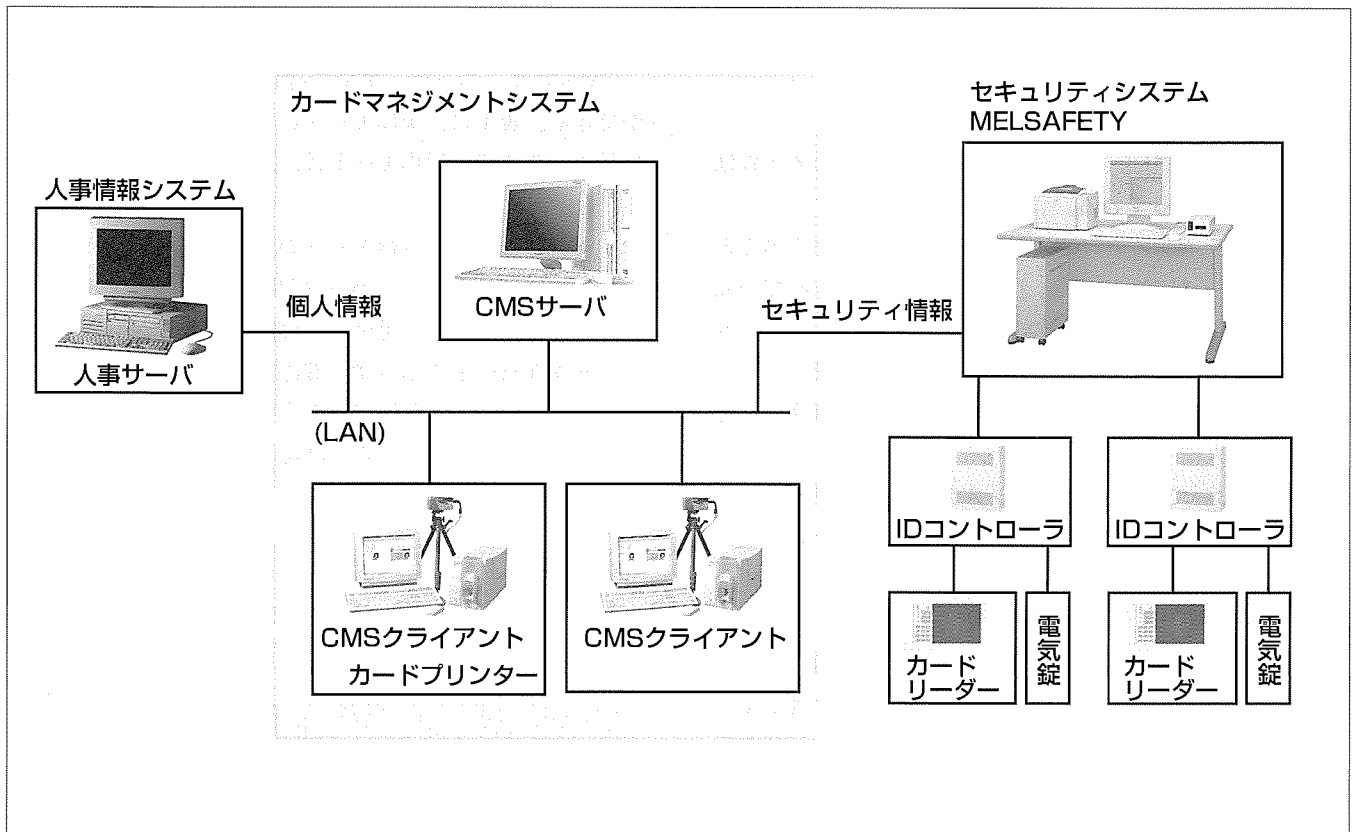 カードマネジメントシステム
セキュリティシステム
MELSAFETY
人事情報システム
人事サーバ
個人情報
CMSサーバ
セキュリティ情報
(LAN)
CMSクライアント
カードプリンター
CMSクライアント
IDコントローラ
IDコントローラ
カード
リーダー
電気錠
カード
リーダー
電気錠